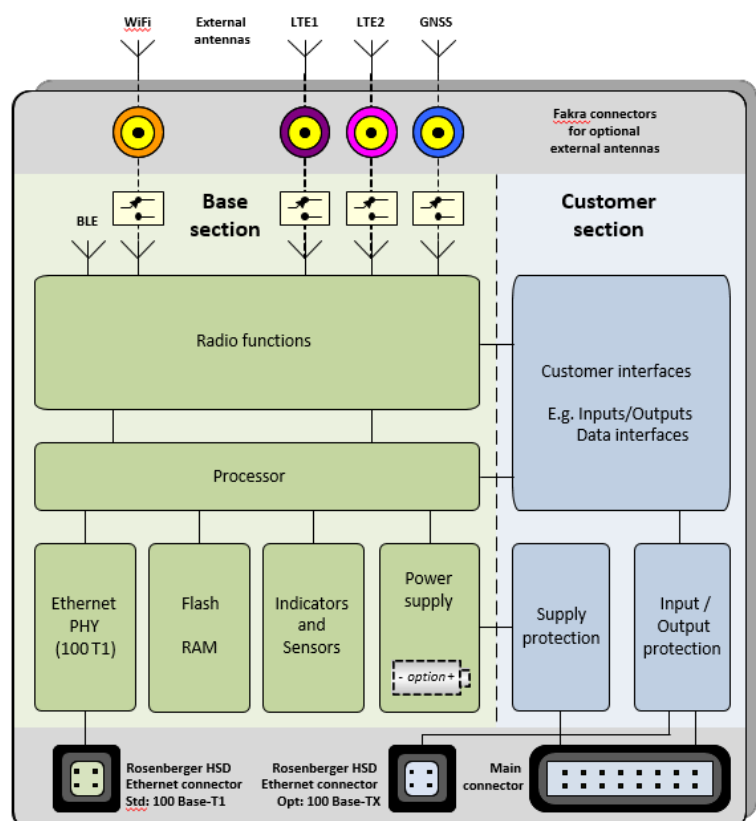 WiFi
External
antennas
LTE1
LTE2
GNSS
Fakra connectors
for optional
external antennas
Base
section
Customer
section
BLE
Radio functions
Customer interfaces
E.g. Inputs/Outputs
Data interfaces
Processor
Ethernet
PHY
(100 T1)
Flash
RAM
Indicators
and
Sensors
Power
supply
- option +
Supply
protection
Input /
Output
protection
Rosenberger HSD
Ethernet connector
Std: 100 Base-T1
Rosenberger HSD
Ethernet connector
Opt: 100 Base-TX
Main
connector